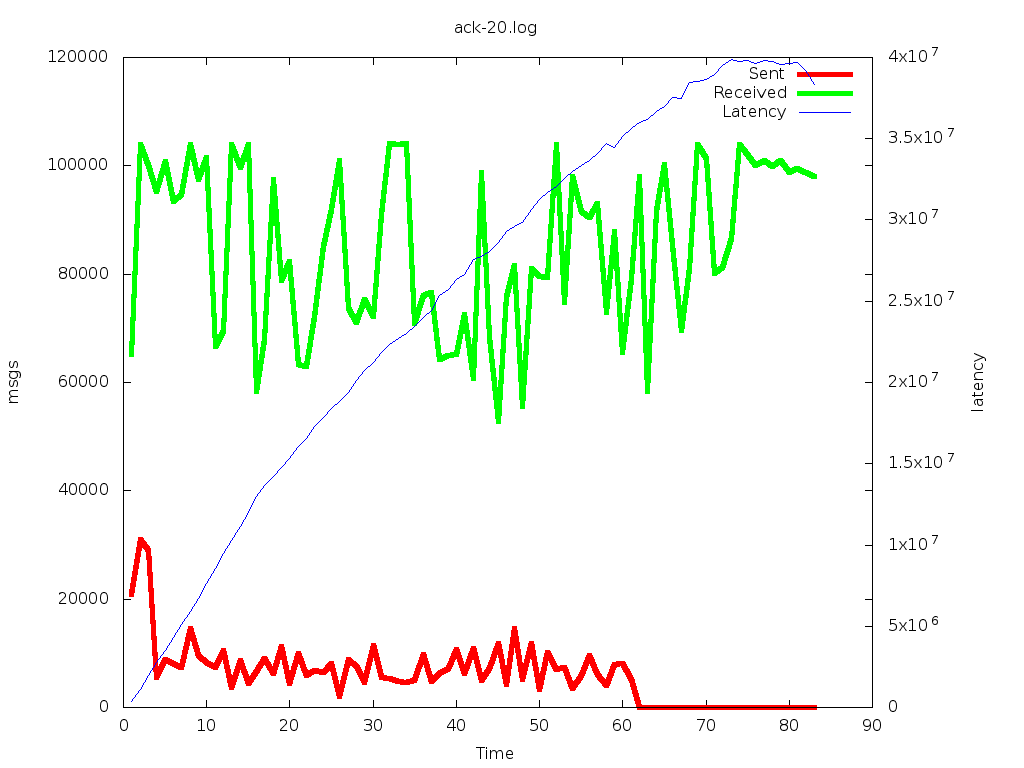 ack-20.log
120000
100000
80000
60000
40000
20000
0
msgs
4x10^7
3.5x10^7
3x10^7
2.5x10^7
2x10^7
1.5x10^7
1x10^7
5x10^6
0
latency
Sent
Received
Latency
0 10 20 30 40 50 60 70 80 90
Time